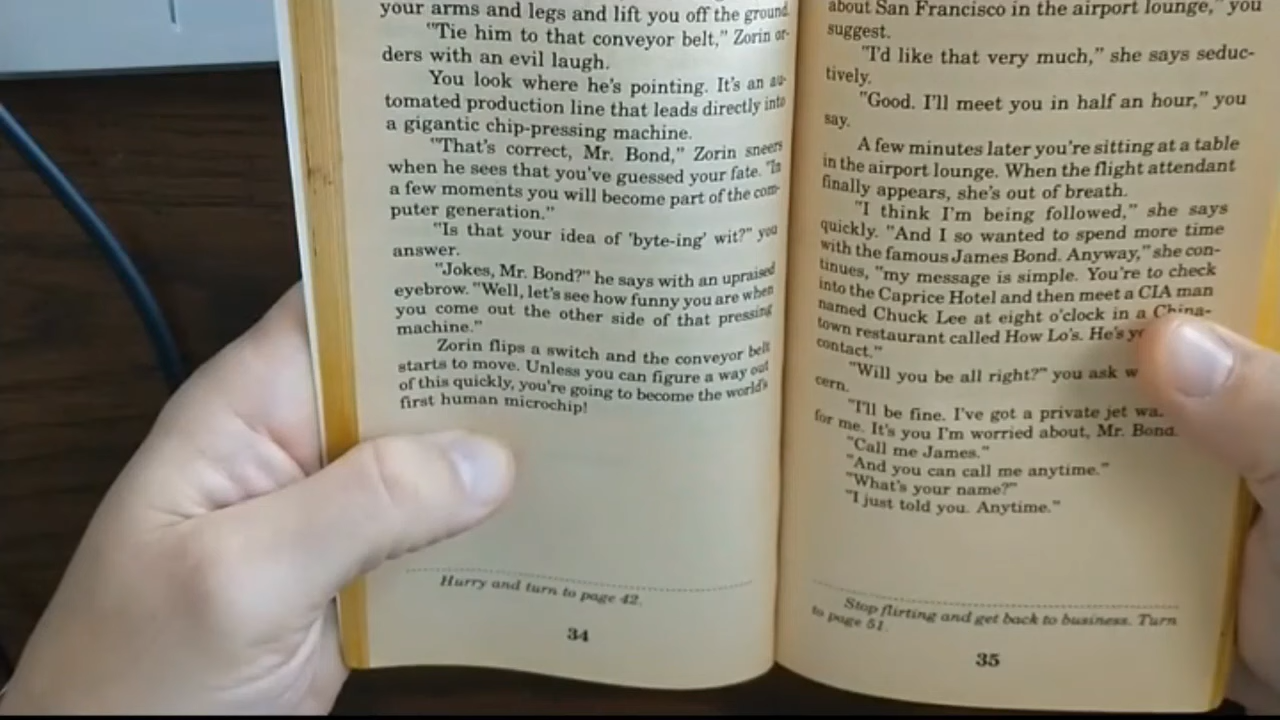 your arms and legs and lift you off the ground.
"Tie him to that conveyor belt," Zorin or-
ders with an evil laugh.
You look where he's pointing. It's an au-
tomated production line that leads directly into
a gigantic chip-pressing machine.
"That's correct, Mr. Bond," Zorin sneers
when he sees that you've guessed your fate. "In
a few moments you will become part of the com-
puter generation."
"Is that your idea of 'byte-ing' wit?" you
answer.
"Jokes, Mr. Bond?" he says with an upraised
eyebrow. "Well, let's see how funny you are when
you come out the other side of that pressing
machine."
Zorin flips a switch and the conveyor belt
starts to move. Unless you can figure a way out
of this quickly, you're going to become the world's
first human microchip!
Hurry and turn to page 42.
34
about San Francisco in the airport lounge," you
suggest.
"I'd like that very much," she says seduc-
tively.
"Good. I'll meet you in half an hour," you
say.
A few minutes later you're sitting at a table
in the airport lounge. When the flight attendant
finally appears, she's out of breath.
"I think I'm being followed," she says
quickly. "And I so wanted to spend more time
with the famous James Bond. Anyway," she con-
tinues, "my message is simple. You're to check
into the Caprice Hotel and then meet a CIA man
named Chuck Lee at eight o'clock in a China-
town restaurant called How Lo's. He's
contact."
"Will you be all right?" you ask
cern.
"I'll be fine. I've got a private jet
for me. It's you I'm worried about, Mr. Bond.
"Call me James."
"And you can call me anytime."
"What's your name?"
"I just told you. Anytime."
Stop flirting and get back to business. Turn
to page 51.
35